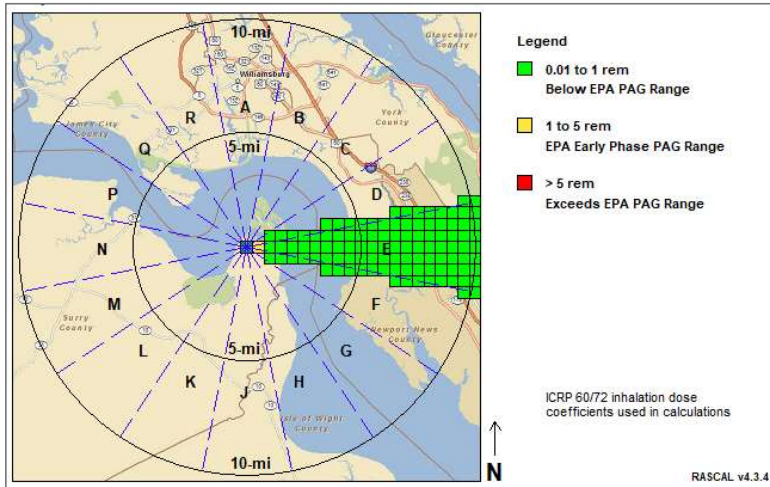 10-mi
Gloucester
County
Williamsburg
York
County
James City
County
R
A
B
Q
5-mi
C
P
D
N
E
M
F
Surry
County
Newport News
County
L
5-mi
G
K
J
H
Isle of Wight
County
10-mi
Legend
0.01 to 1 rem
Below EPA PAG Range
1 to 5 rem
EPA Early Phase PAG Range
> 5 rem
Exceeds EPA PAG Range
ICRP 60/72 inhalation dose
coefficients used in calculations
N
RASCAL v4.3.4